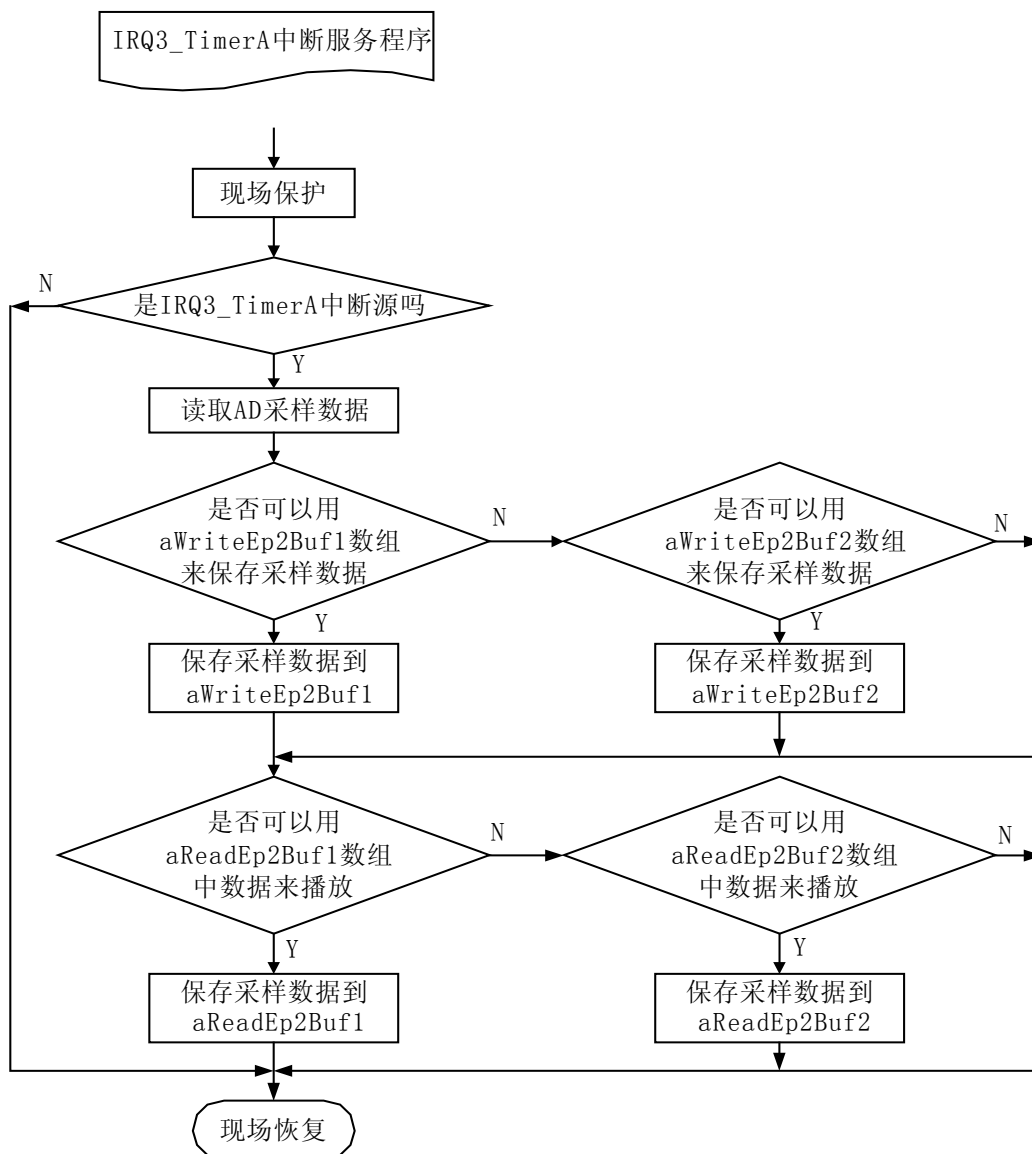 IRQ3_TimerA中断服务程序
现场保护
N
是IRQ3_TimerA中断源吗
Y
读取AD采样数据
是否可以用
aWriteEp2Buf1数组
来保存采样数据
N
是否可以用
aWriteEp2Buf2数组
来保存采样数据
N
Y
Y
保存采样数据到
aWriteEp2Buf1
保存采样数据到
aWriteEp2Buf2
是否可以用
aReadEp2Buf1数组
中数据来播放
N
是否可以用
aReadEp2Buf2数组
中数据来播放
N
Y
Y
保存采样数据到
aReadEp2Buf1
保存采样数据到
aReadEp2Buf2
现场恢复